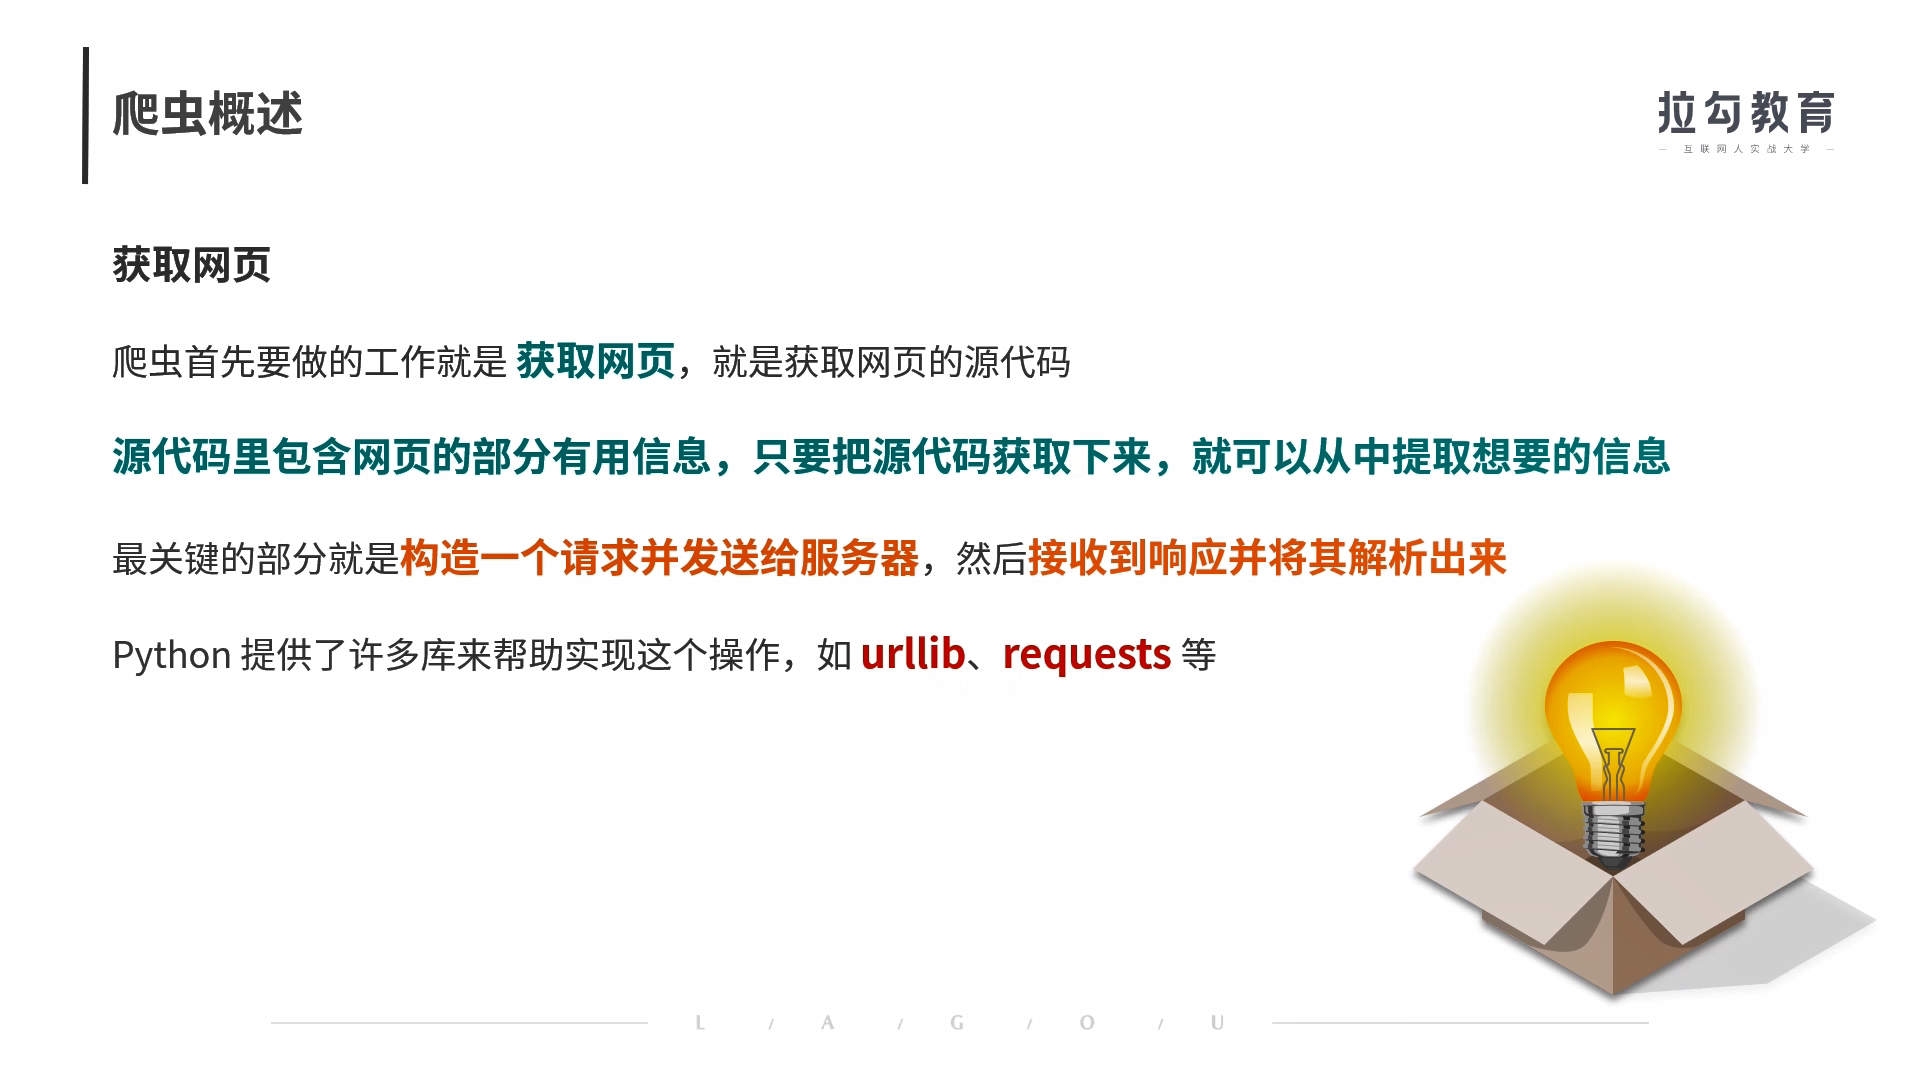 爬虫概述
拉勾教育
— 互联网人实战大学 —
获取网页
爬虫首先要做的工作就是 获取网页，就是获取网页的源代码
源代码里包含网页的部分有用信息，只要把源代码获取下来，就可以从中提取想要的信息
最关键的部分就是构造一个请求并发送给服务器，然后接收到响应并将其解析出来
Python 提供了许多库来帮助实现这个操作，如 urllib、requests 等
L / A / G / O / U